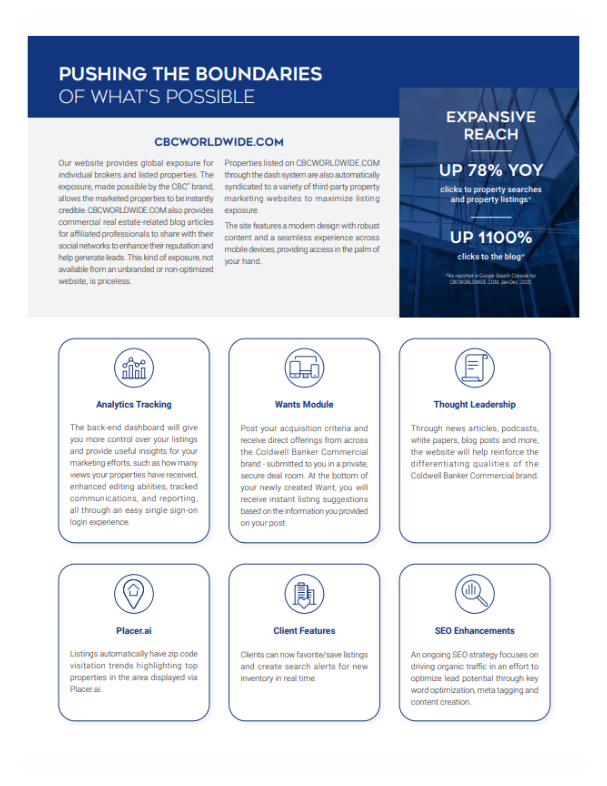 PUSHING THE BOUNDARIES
OF WHAT'S POSSIBLE
CBCWORLDWIDE.COM
Our website provides global exposure for
individual brokers and listed properties. The
exposure, made possible by the CBC® brand,
allows the marketed properties to be instantly
credible. CBCWORLDWIDE.COM also provides
commercial real estate-related blog articles
for affiliated professionals to share with their
social networks to enhance their reputation and
help generate leads. This kind of exposure, not
available from an unbranded or non-optimized
website, is priceless.
Properties listed on CBCWORLDWIDE.COM
through the dash system are also automatically
syndicated to a variety of third-party property
marketing websites to maximize listing
exposure.
The site features a modern design with robust
content and a seamless experience across
mobile devices, providing access in the palm of
your hand.
EXPANSIVE
REACH
UP 78% YOY
clicks to property searches
and property listings*
UP 1100%
clicks to the blog*
*As reported in Google Search Console for
CBCWORLDWIDE.COM, Jan-Dec,
Analytics Tracking
The back-end dashboard will give
you more control over your listings
and provide useful insights for your
marketing efforts, such as how many
views your properties have received,
enhanced editing abilities, tracked
communications, and reporting,
all through an easy single sign-on
login experience.
Wants Module
Post your acquisition criteria and
receive direct offerings from across
the Coldwell Banker Commercial
brand - submitted to you in a private,
secure deal room. At the bottom of
your newly created Want, you will
receive instant listing suggestions
based on the information you provided
on your post.
Thought Leadership
Through news articles, podcasts,
white papers, blog posts and more,
the website will help reinforce the
differentiating qualities of the
Coldwell Banker Commercial brand.
Placer.ai
Listings automatically have zip code
visitation trends highlighting top
properties in the area displayed via
Placer.ai.
Client Features
Clients can now favorite/save listings
and create search alerts for new
inventory in real time.
SEO Enhancements
An ongoing SEO strategy focuses on
driving organic traffic in an effort to
optimize lead potential through key
word optimization, meta tagging and
content creation.